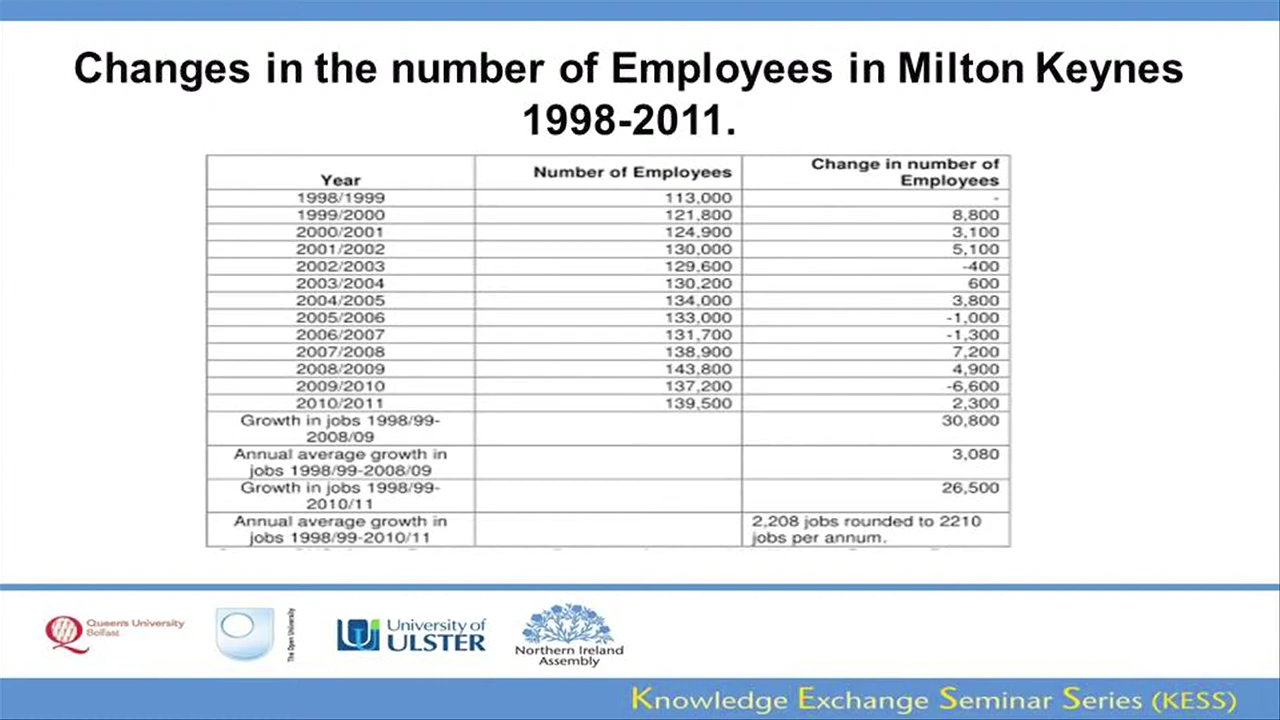 Changes in the number of Employees in Milton Keynes
1998-2011.
Year Number of Employees Change in number of
Employees
1998/1999 113,000 -
1999/2000 121,800 8,800
2000/2001 124,900 3,100
2001/2002 130,000 5,100
2002/2003 129,600 -400
2003/2004 130,200 600
2004/2005 134,000 3,800
2005/2006 133,000 -1,000
2006/2007 131,700 -1,300
2007/2008 138,900 7,200
2008/2009 143,800 4,900
2009/2010 137,200 -6,600
2010/2011 139,500 2,300
Growth in jobs 1998/99- 30,800
2008/09
Annual average growth in 3,080
jobs 1998/99-2008/09
Growth in jobs 1998/99- 26,500
2010/11
Annual average growth in 2,208 jobs rounded to 2210
jobs 1998/99-2010/11 jobs per annum.
Queen's University
Belfast
The Open University
University of
ULSTER
Northern Ireland
Assembly
Knowledge Exchange Seminar Series (KESS)